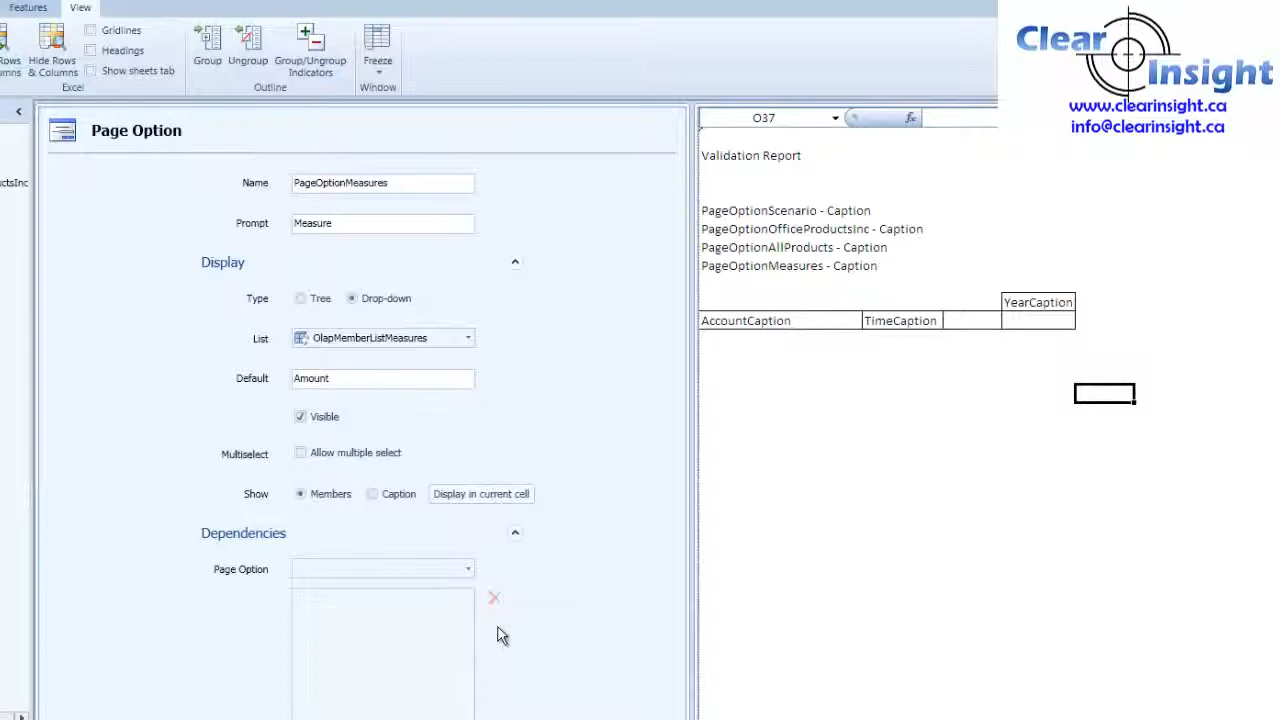 Features
View
Rows
Hide Rows
& Columns
Gridlines
Headings
Show sheets tab
Excel
Group
Ungroup
Group/Ungroup
Indicators
Outline
Freeze
Window
Clear
Insight
www.clearinsight.ca
info@clearinsight.ca
Page Option
Name
PageOptionMeasures
Prompt
Measure
Display
Type
Tree
Drop-down
List
OlapMemberListMeasures
Default
Amount
Visible
Multiselect
Allow multiple select
Show
Members
Caption
Display in current cell
Dependencies
Page Option
O37
fx
Validation Report
PageOptionScenario - Caption
PageOptionOfficeProductsInc - Caption
PageOptionAllProducts - Caption
PageOptionMeasures - Caption
YearCaption
AccountCaption
TimeCaption